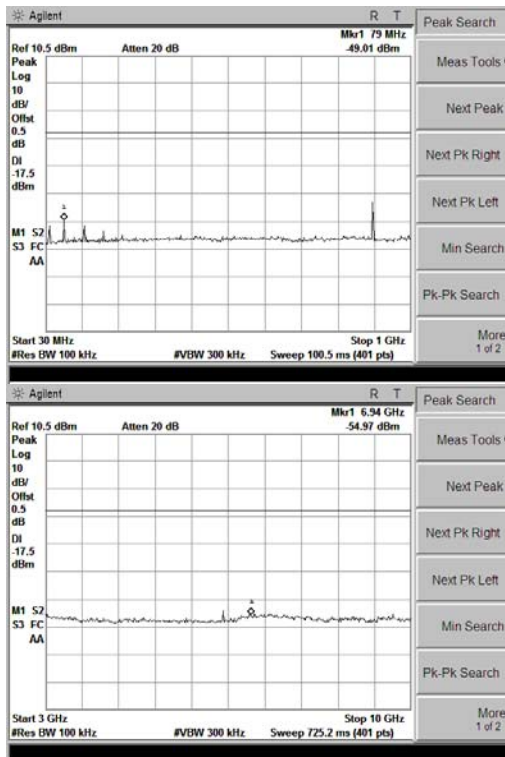 Agilent R T
Mkr1 79 MHz
Ref 10.5 dBm Atten 20 dB -49.01 dBm
Peak
Log
10
dB/
Offst
0.5
dB
DI
-17.5
dBm
1
M1 S2
S3 FC
AA
Start 30 MHz Stop 1 GHz
#Res BW 100 kHz #VBW 300 kHz Sweep 100.5 ms (401 pts)
Peak Search
Meas Tools
Next Peak
Next Pk Right
Next Pk Left
Min Search
Pk-Pk Search
More
1 of 2
Agilent R T
Mkr1 6.94 GHz
Ref 10.5 dBm Atten 20 dB -54.97 dBm
Peak
Log
10
dB/
Offst
0.5
dB
DI
-17.5
dBm
1
M1 S2
S3 FC
AA
Start 3 GHz Stop 10 GHz
#Res BW 100 kHz #VBW 300 kHz Sweep 725.2 ms (401 pts)
Peak Search
Meas Tools
Next Peak
Next Pk Right
Next Pk Left
Min Search
Pk-Pk Search
More
1 of 2